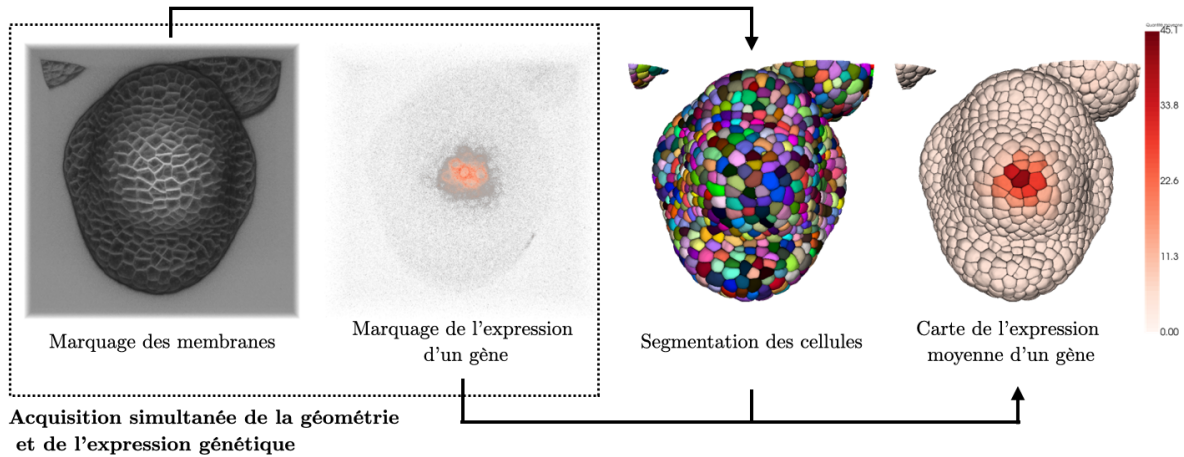 45.1
33.8
22.6
11.3
0.00
Marquage des membranes
Marquage de l'expression
d'un gène
Segmentation des cellules
Carte de l'expression
moyenne d'un gène
Acquisition simultanée de la géométrie
et de l'expression génétique